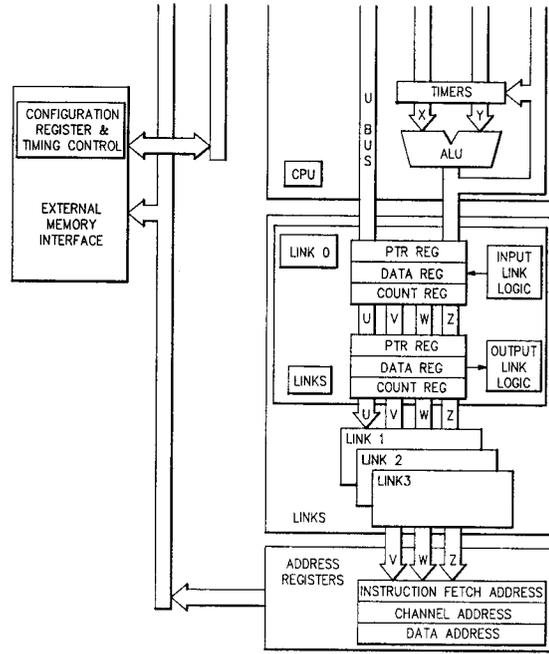 TIMERS
X Y
ALU
U
BUS
CPU
CONFIGURATION
REGISTER &
TIMING CONTROL
EXTERNAL
MEMORY
INTERFACE
LINK 0
PTR REG
DATA REG
COUNT REG
INPUT
LINK
LOGIC
U V W Z
PTR REG
DATA REG
COUNT REG
OUTPUT
LINK
LOGIC
LINKS
U V W Z
LINK 1
LINK 2
LINK3
LINKS
V W Z
ADDRESS
REGISTERS
INSTRUCTION FETCH ADDRESS
CHANNEL ADDRESS
DATA ADDRESS